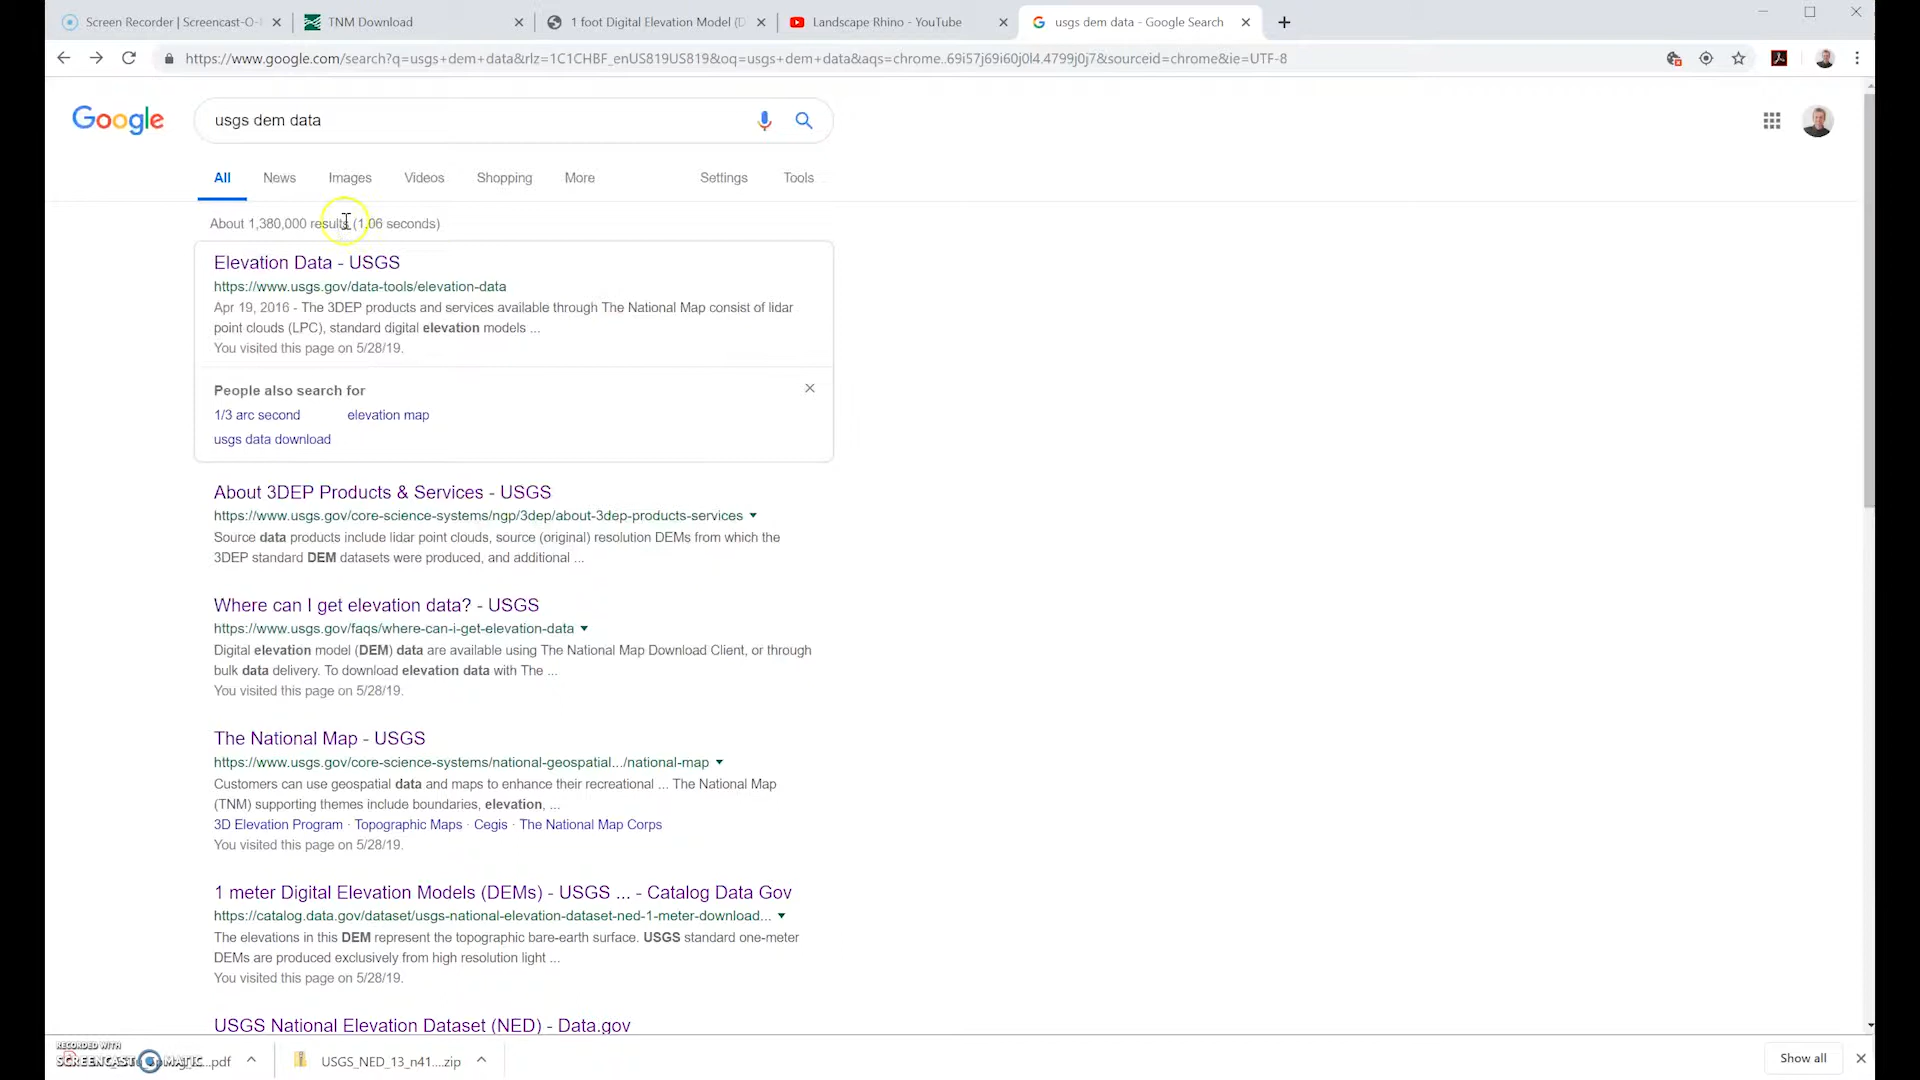 Screen Recorder | Screencast-O-
TNM Download
1 foot Digital Elevation Model (D
Landscape Rhino - YouTube
usgs dem data - Google Search
https://www.google.com/search?q=usgs+dem+data&rlz=1C1CHBF_enUS819US819&oq=usgs+dem+data&aqs=chrome..69i57j69i60j0l4.4799j0j7&sourceid=chrome&ie=UTF-8
Google
usgs dem data
All
News
Images
Videos
Shopping
More
Settings
Tools
About 1,380,000 results (1.06 seconds)
Elevation Data - USGS
https://www.usgs.gov/data-tools/elevation-data
Apr 19, 2016 - The 3DEP products and services available through The National Map consist of lidar
point clouds (LPC), standard digital elevation models ...
You visited this page on 5/28/19.
People also search for
1/3 arc second
elevation map
usgs data download
About 3DEP Products & Services - USGS
https://www.usgs.gov/core-science-systems/ngp/3dep/about-3dep-products-services
Source data products include lidar point clouds, source (original) resolution DEMs from which the
3DEP standard DEM datasets were produced, and additional ...
Where can I get elevation data? - USGS
https://www.usgs.gov/faqs/where-can-i-get-elevation-data
Digital elevation model (DEM) data are available using The National Map Download Client, or through
bulk data delivery. To download elevation data with The ...
You visited this page on 5/28/19.
The National Map - USGS
https://www.usgs.gov/core-science-systems/national-geospatial.../national-map
Customers can use geospatial data and maps to enhance their recreational ... The National Map
(TNM) supporting themes include boundaries, elevation, ...
3D Elevation Program · Topographic Maps · Cegis · The National Map Corps
You visited this page on 5/28/19.
1 meter Digital Elevation Models (DEMs) - USGS ... - Catalog Data Gov
https://catalog.data.gov/dataset/usgs-national-elevation-dataset-ned-1-meter-download...
The elevations in this DEM represent the topographic bare-earth surface. USGS standard one-meter
DEMs are produced exclusively from high resolution light ...
You visited this page on 5/28/19.
USGS National Elevation Dataset (NED) - Data.gov
RECORDED WITH
SCREENCAST MATIC
....pdf
USGS_NED_13_n41....zip
Show all